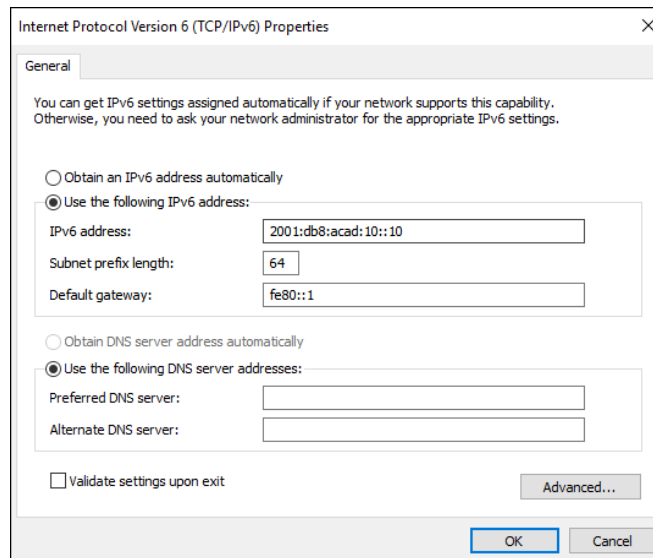 Internet Protocol Version 6 (TCP/IPv6) Properties
General
You can get IPv6 settings assigned automatically if your network supports this capability.
Otherwise, you need to ask your network administrator for the appropriate IPv6 settings.
Obtain an IPv6 address automatically
Use the following IPv6 address:
IPv6 address: 2001:db8:acad:10::10
Subnet prefix length: 64
Default gateway: fe80::1
Obtain DNS server address automatically
Use the following DNS server addresses:
Preferred DNS server:
Alternate DNS server:
Validate settings upon exit
Advanced...
OK Cancel